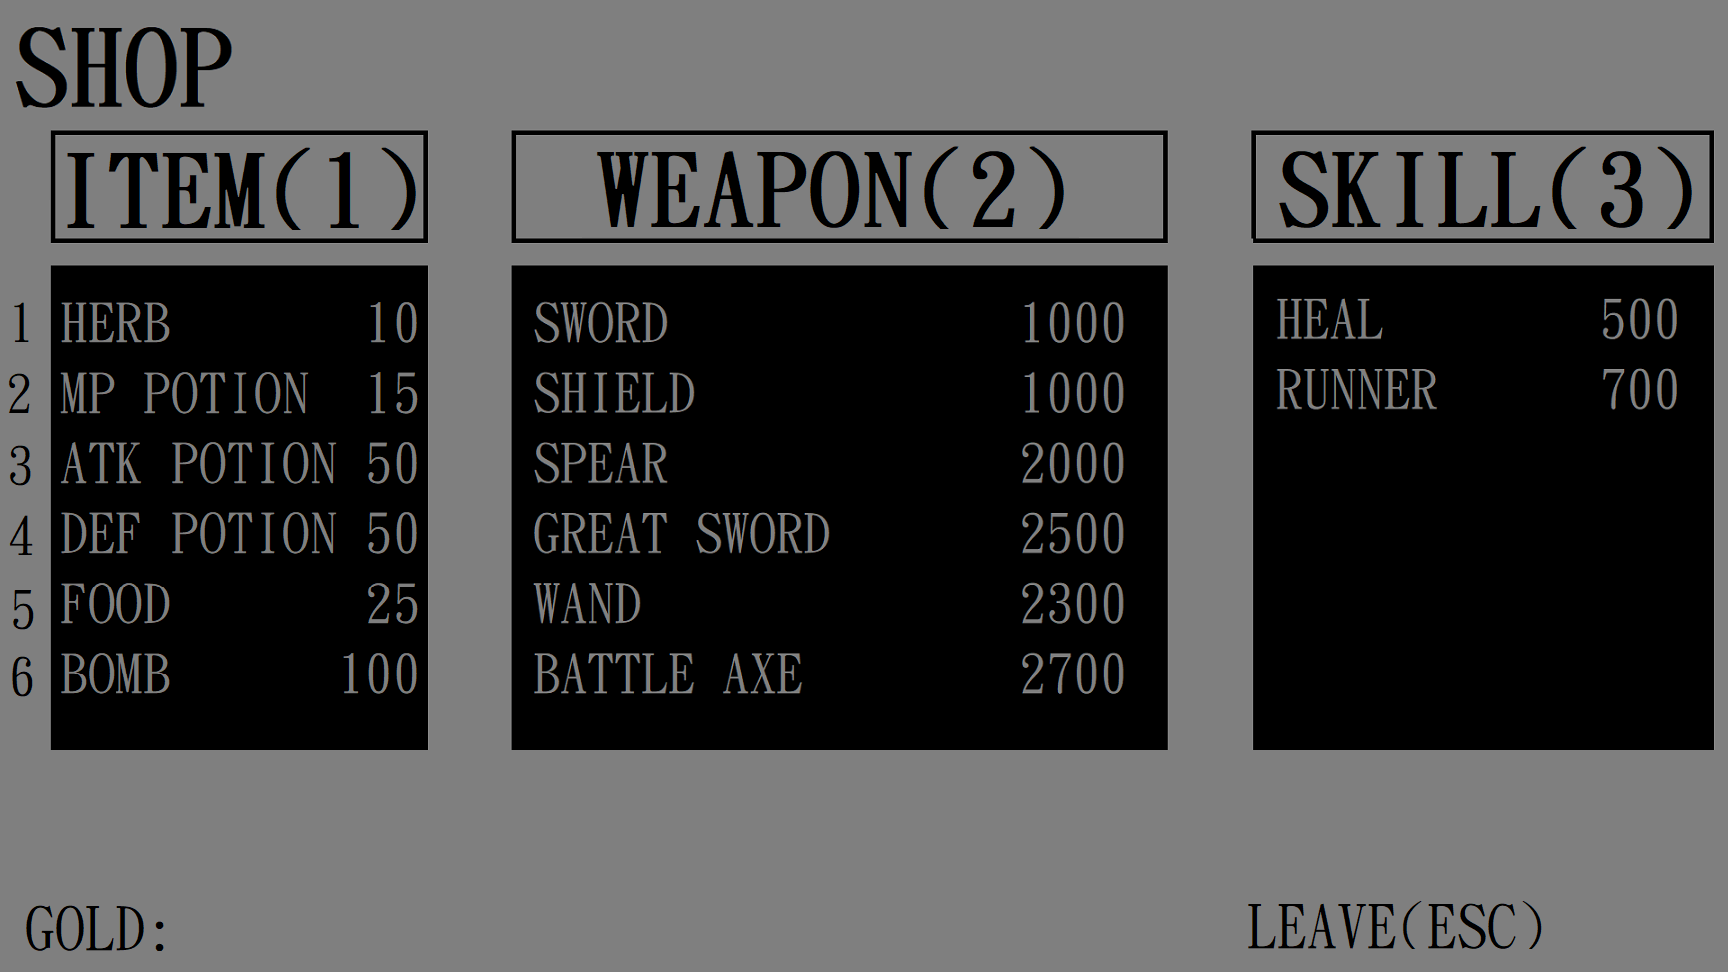 SHOP
ITEM(1) WEAPON(2) SKILL(3)
1 HERB 10 SWORD 1000 HEAL 500
2 MP POTION 15 SHIELD 1000 RUNNER 700
3 ATK POTION 50 SPEAR 2000
4 DEF POTION 50 GREAT SWORD 2500
5 FOOD 25 WAND 2300
6 BOMB 100 BATTLE AXE 2700
GOLD: LEAVE(ESC)